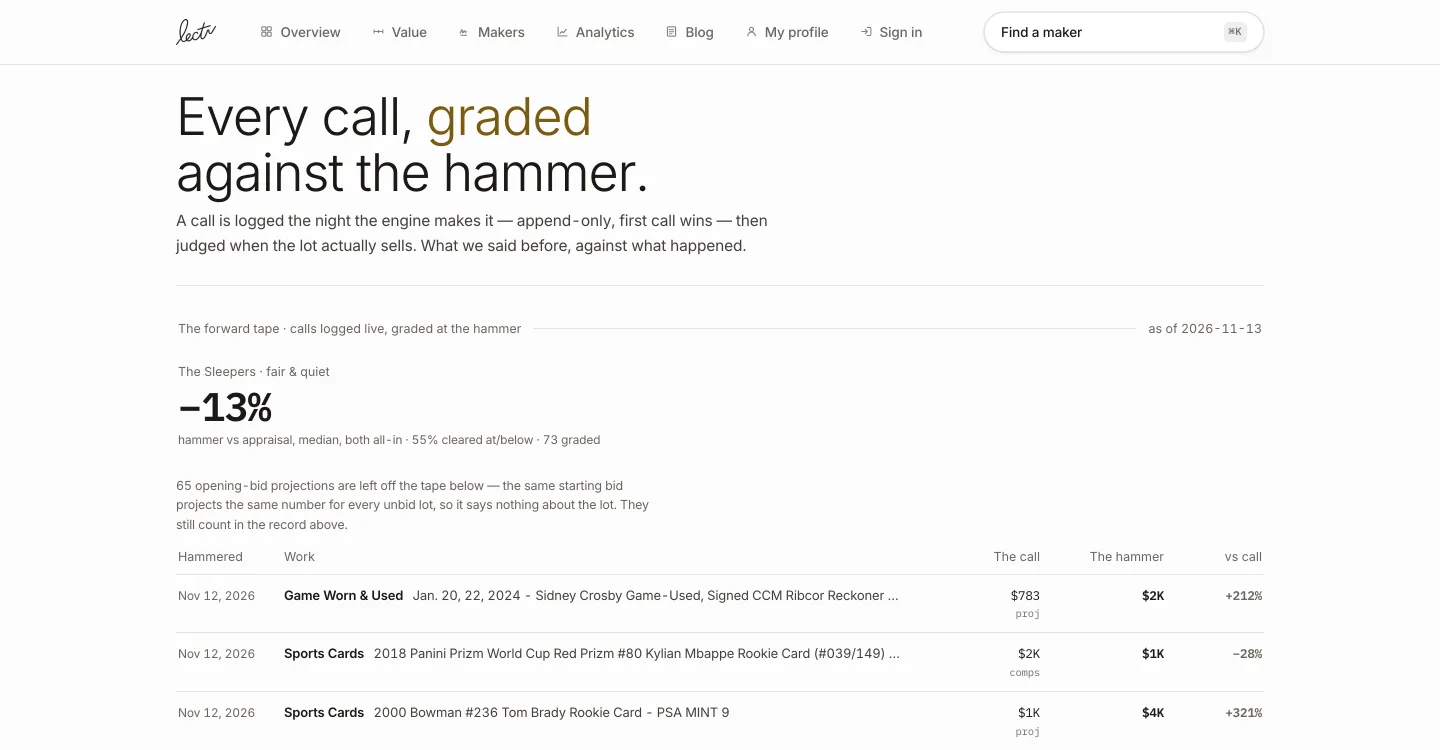 lectr
Overview Value Makers Analytics Blog My profile Sign in Find a maker ⌘K
Every call, graded
against the hammer.
A call is logged the night the engine makes it — append-only, first call wins — then
judged when the lot actually sells. What we said before, against what happened.
The forward tape · calls logged live, graded at the hammer as of 2026-11-13
The Sleepers · fair & quiet
−13%
hammer vs appraisal, median, both all-in · 55% cleared at/below · 73 graded
65 opening-bid projections are left off the tape below — the same starting bid
projects the same number for every unbid lot, so it says nothing about the lot. They
still count in the record above.
Hammered Work The call The hammer vs call
Nov 12, 2026 Game Worn & Used Jan. 20, 22, 2024 - Sidney Crosby Game-Used, Signed CCM Ribcor Reckoner ... $783 $2K +212%
proj
Nov 12, 2026 Sports Cards 2018 Panini Prizm World Cup Red Prizm #80 Kylian Mbappe Rookie Card (#039/149) ... $2K $1K −28%
comps
Nov 12, 2026 Sports Cards 2000 Bowman #236 Tom Brady Rookie Card - PSA MINT 9 $1K $4K +321%
proj